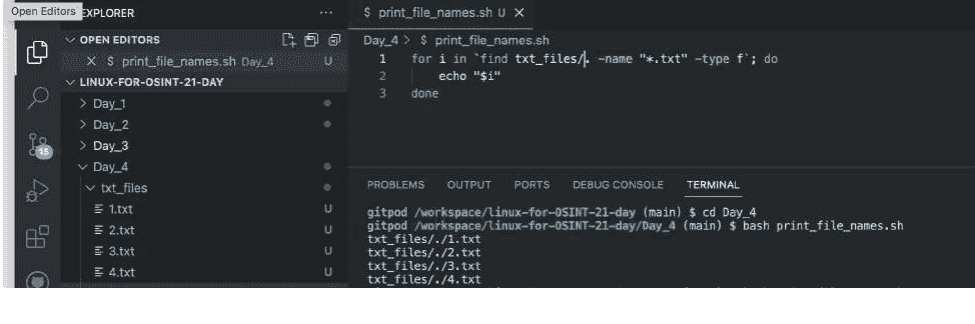 Open Editors
EXPLORER
···
$ print_file_names.sh U ×
OPEN EDITORS
× $ print_file_names.sh Day_4 U
LINUX-FOR-OSINT-21-DAY
> Day_1
> Day_2
> Day_3
Day_4
txt_files
1.txt U
2.txt U
3.txt U
4.txt U
15
Day_4 > $ print_file_names.sh
1 for i in `find txt_files/. -name "*.txt" -type f`; do
2 echo "$i"
3 done
PROBLEMS OUTPUT PORTS DEBUG CONSOLE TERMINAL
gitpod /workspace/linux-for-OSINT-21-day (main) $ cd Day_4
gitpod /workspace/linux-for-OSINT-21-day/Day_4 (main) $ bash print_file_names.sh
txt_files/./1.txt
txt_files/./2.txt
txt_files/./3.txt
txt_files/./4.txt